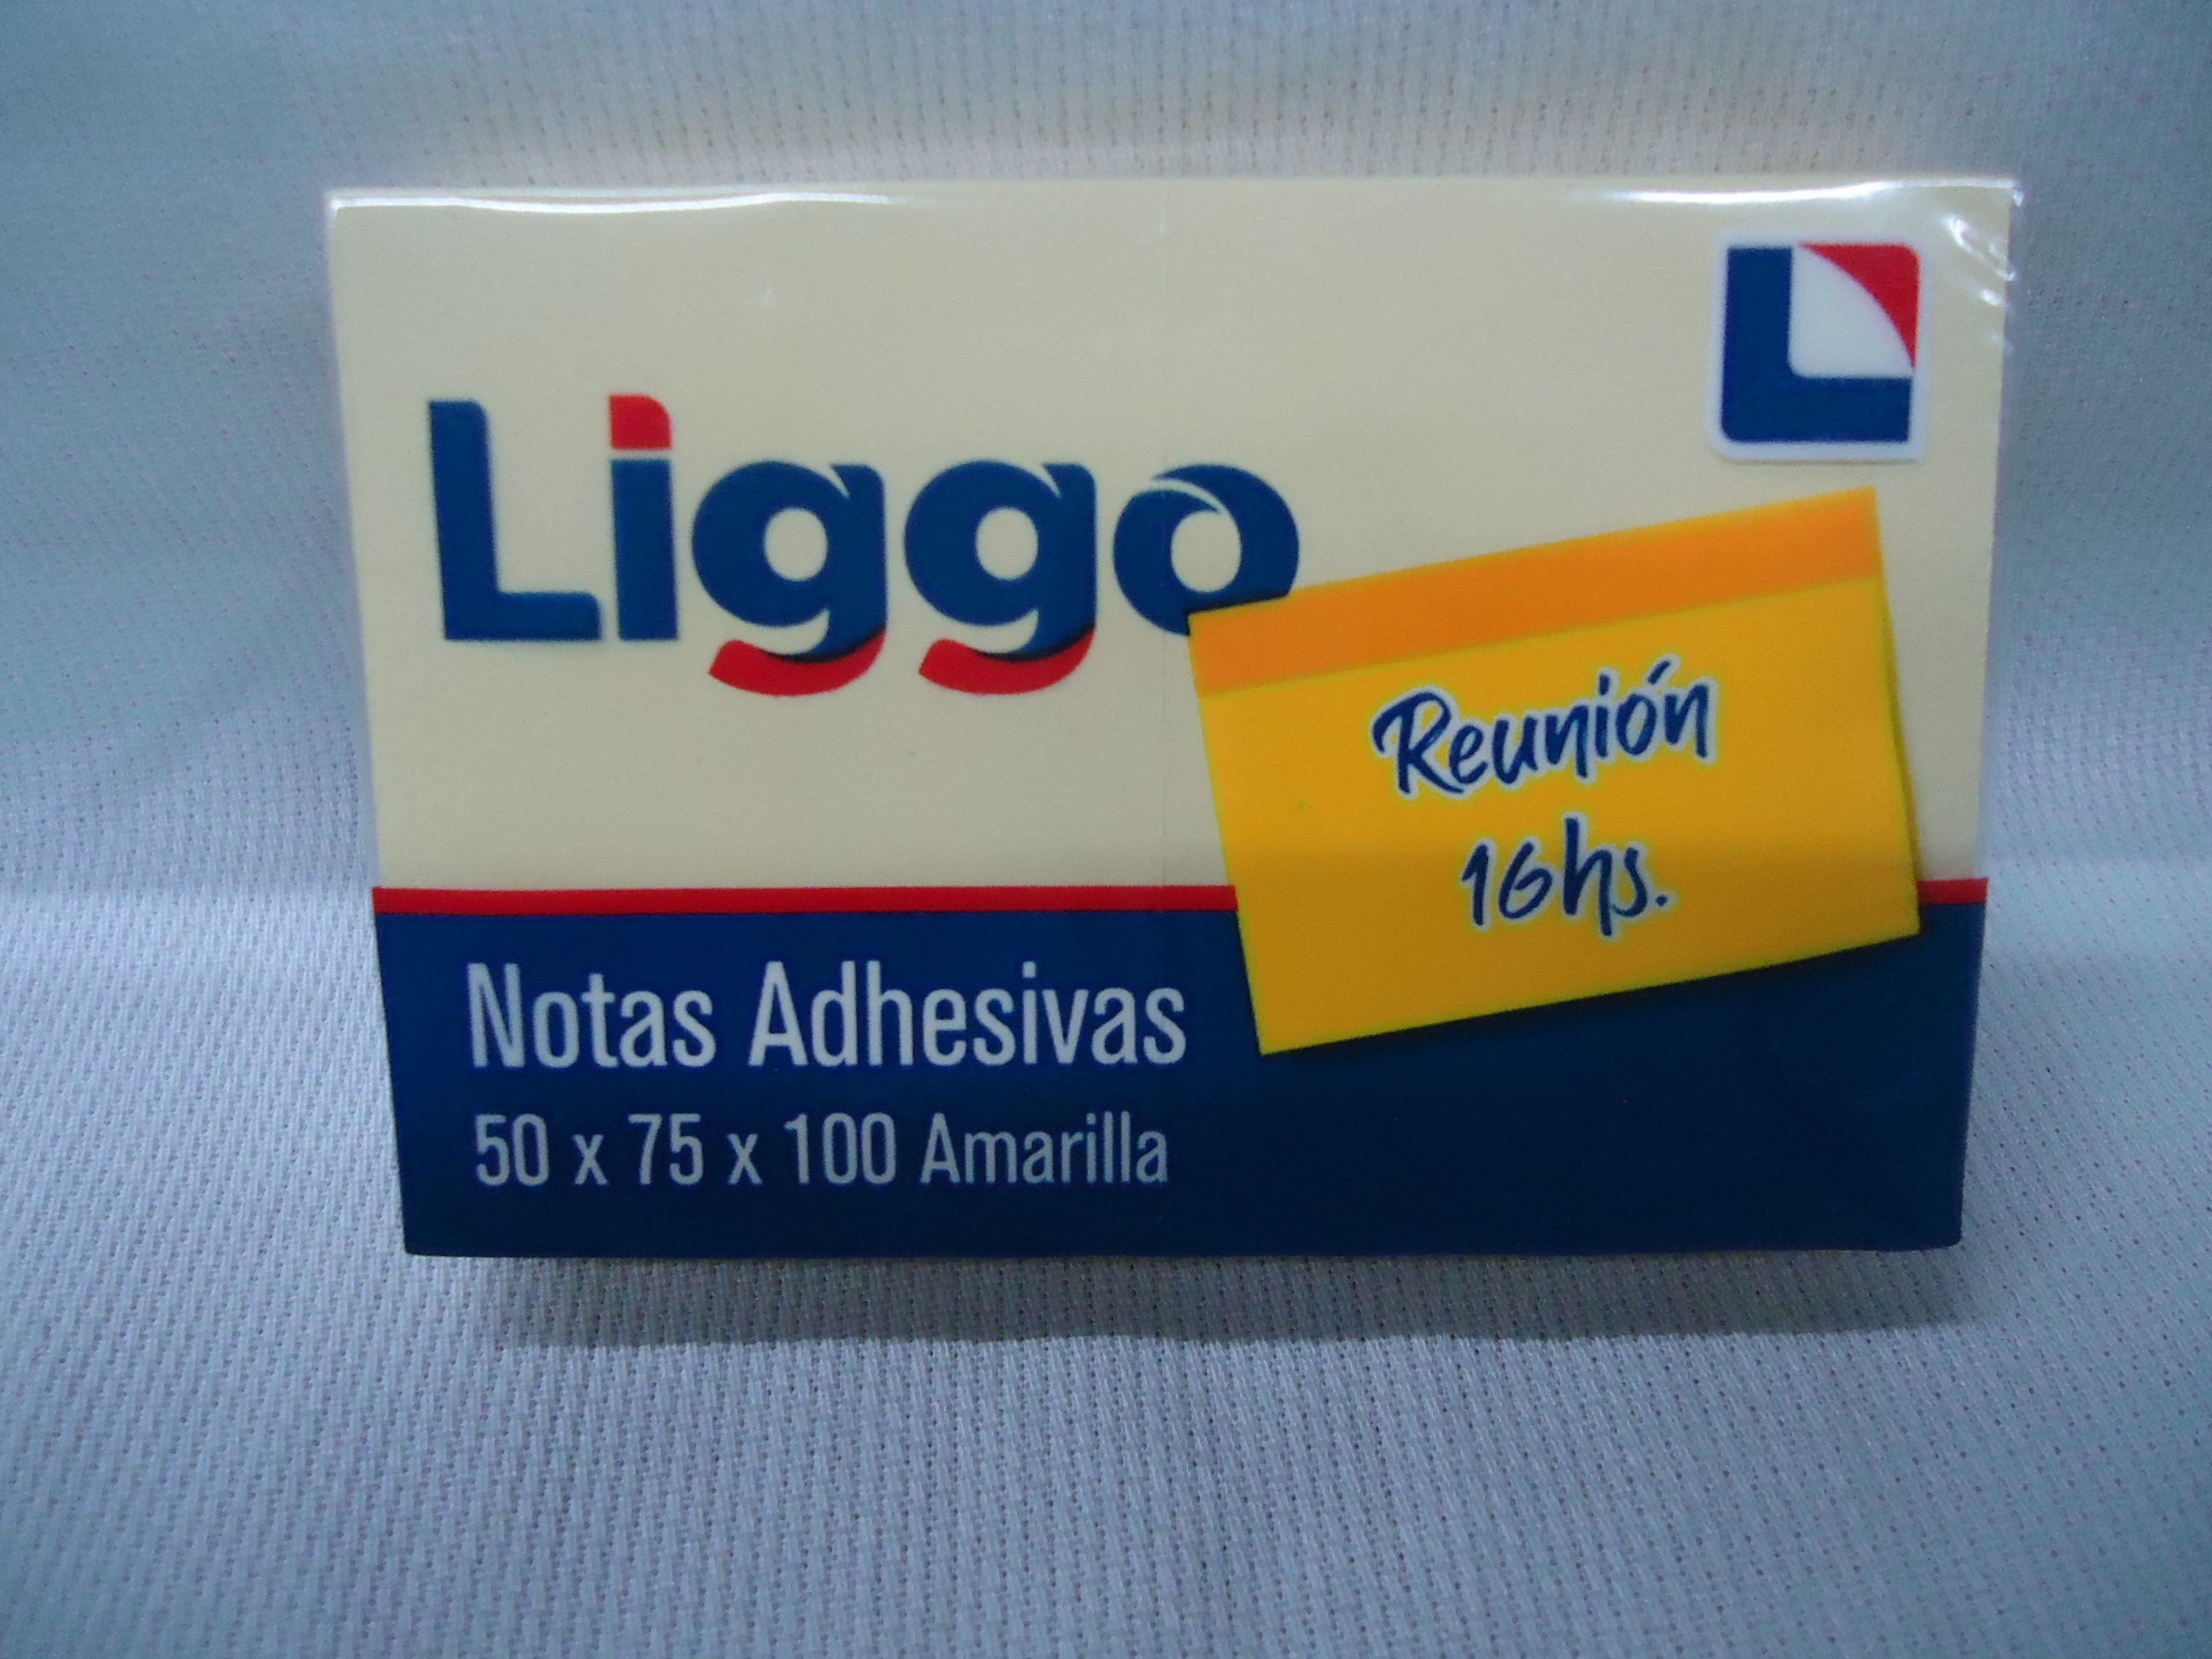 L
Liggo
Reunión
16hs.
Notas Adhesivas
50 x 75 x 100 Amarilla